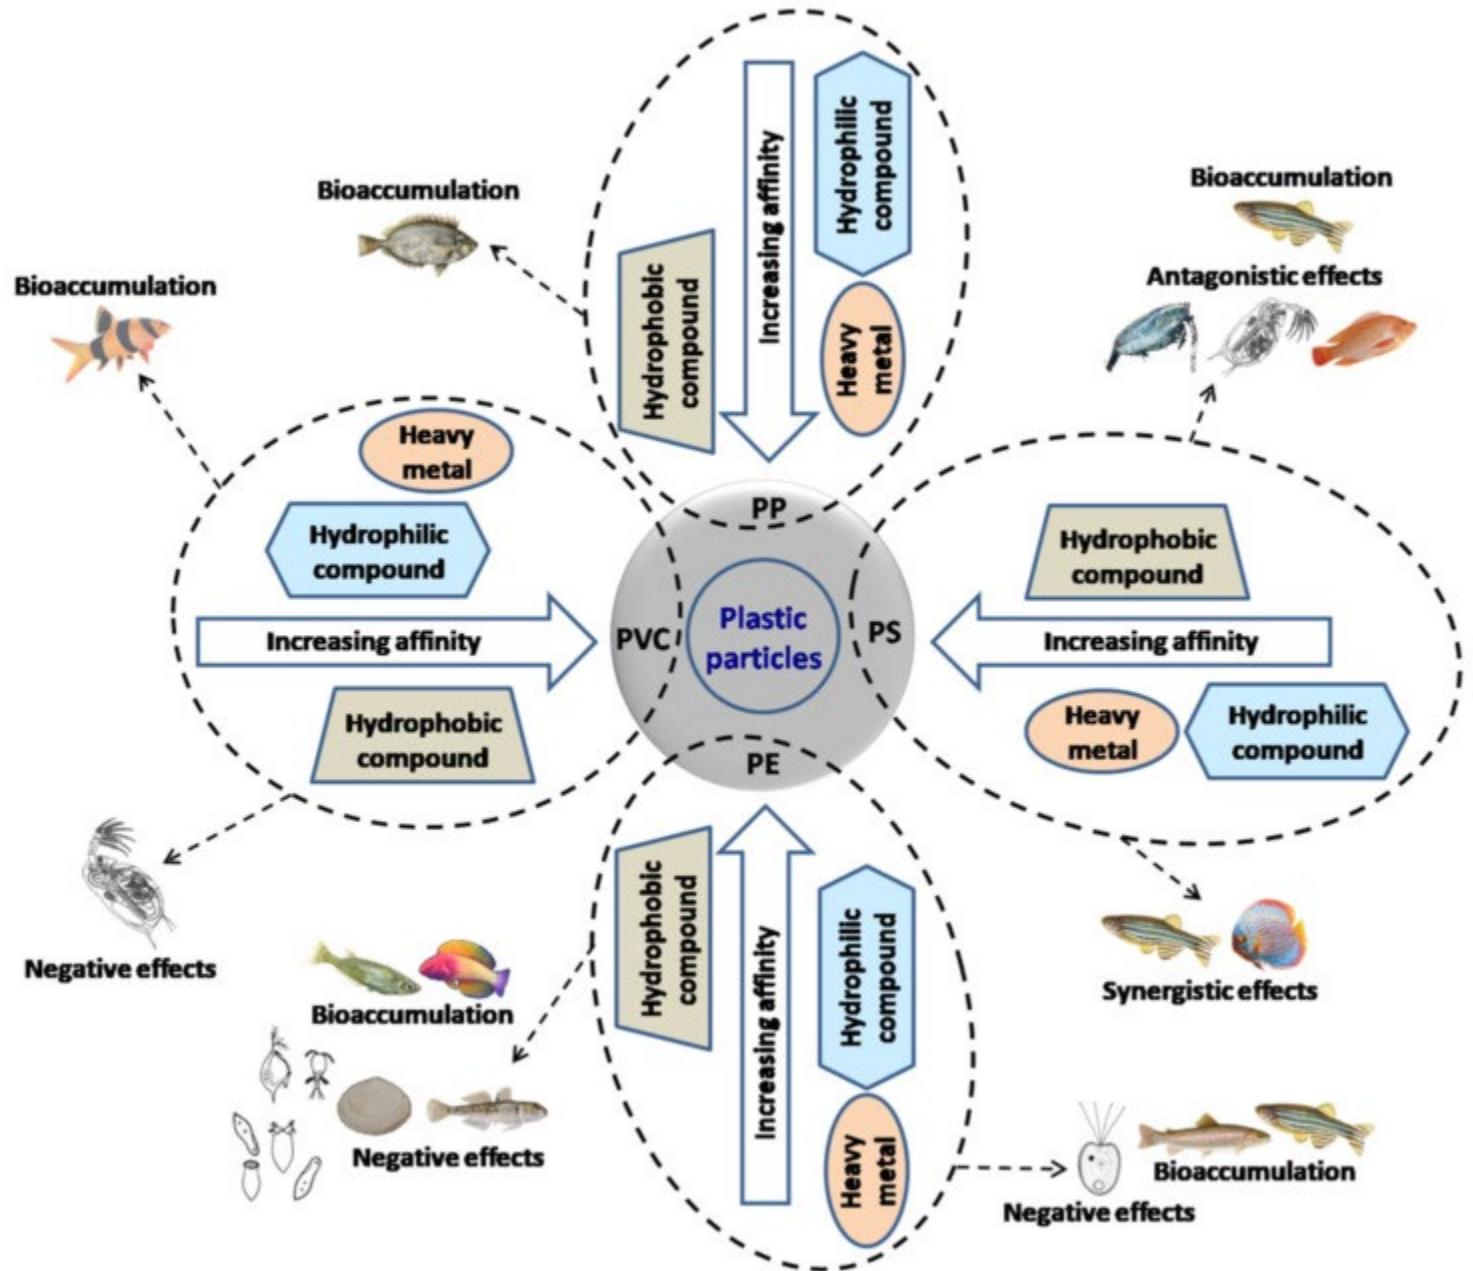 Hydrophilic
compound
Increasing affinity
Hydrophobic
compound
Heavy
metal
Bioaccumulation
Bioaccumulation
Bioaccumulation
Antagonistic effects
Heavy
metal
Hydrophilic
compound
Increasing affinity
Hydrophobic
compound
PP
PVC
Plastic
particles
PS
PE
Hydrophobic
compound
Increasing affinity
Heavy
metal
Hydrophilic
compound
Negative effects
Bioaccumulation
Negative effects
Hydrophobic
compound
Increasing affinity
Hydrophilic
compound
Heavy
metal
Synergistic effects
Bioaccumulation
Negative effects